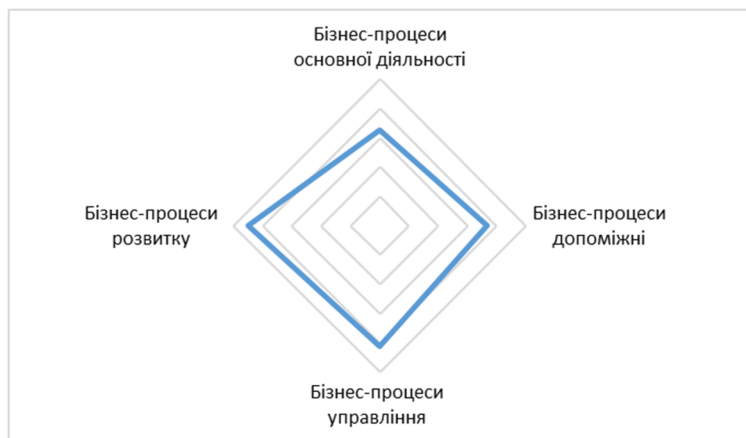 Бізнес-процеси
основної діяльності
Бізнес-процеси
розвитку
Бізнес-процеси
допоміжні
Бізнес-процеси
управління